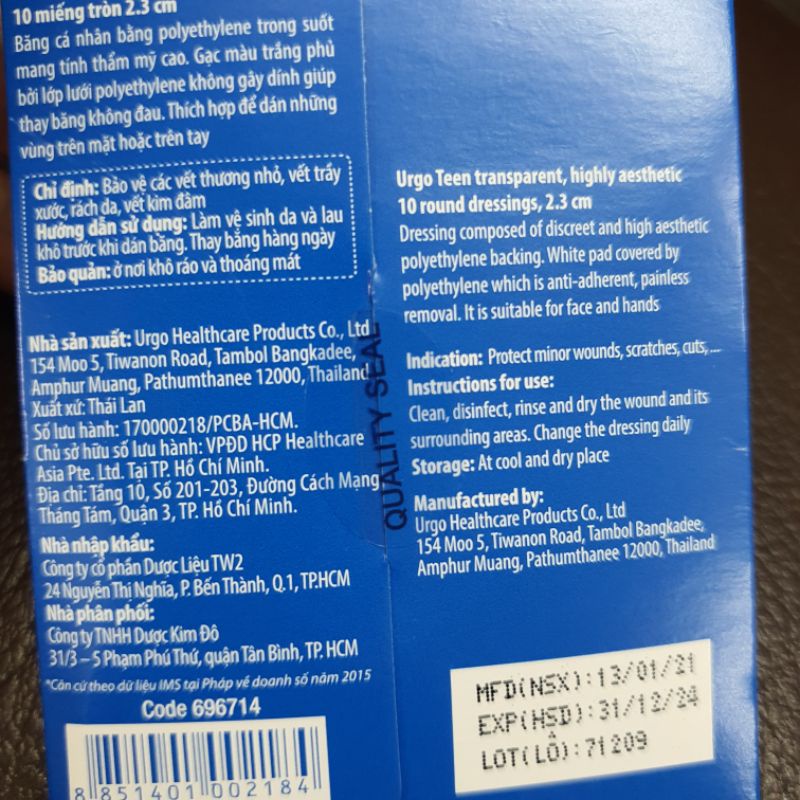 10 miếng tròn 2.3 cm
Băng cá nhân bằng polyethylene trong suốt
mang tính thẩm mỹ cao. Gạc màu trắng phủ
bởi lớp lưới polyethylene không gây dính giúp
thay băng không đau. Thích hợp để dán những
vùng trên mặt hoặc trên tay
Chỉ định: Bảo vệ các vết thương nhỏ, vết trầy
xước, rách da, vết kim đâm
Hướng dẫn sử dụng: Làm vệ sinh da và lau
khô trước khi dán băng. Thay băng hàng ngày
Bảo quản: ở nơi khô ráo và thoáng mát
Nhà sản xuất: Urgo Healthcare Products Co., Ltd
154 Moo 5, Tiwanon Road, Tambol Bangkadee,
Amphur Muang, Pathumthanee 12000, Thailand
Xuất xứ: Thái Lan
Số lưu hành: 170000218/PCBA-HCM.
Chủ sở hữu số lưu hành: VPĐD HCP Healthcare
Asia Pte. Ltd. Tại TP. Hồ Chí Minh.
Địa chỉ: Tầng 10, Số 201-203, Đường Cách Mạng
Tháng Tám, Quận 3, TP. Hồ Chí Minh.
Nhà nhập khẩu:
Công ty cổ phần Dược Liệu TW2
24 Nguyễn Thị Nghĩa, P. Bến Thành, Q.1, TP.HCM
Nhà phân phối:
Công ty TNHH Dược Kim Đô
31/3 – 5 Phạm Phú Thứ, quận Tân Bình, TP. HCM
*Căn cứ theo dữ liệu IMS tại Pháp về doanh số năm 2015
Code 696714
8 851401 002184
QUALITY SEAL
Urgo Teen transparent, highly aesthetic
10 round dressings, 2.3 cm
Dressing composed of discreet and high aesthetic
polyethylene backing. White pad covered by
polyethylene which is anti-adherent, painless
removal. It is suitable for face and hands
Indication: Protect minor wounds, scratches, cuts,...
Instructions for use:
Clean, disinfect, rinse and dry the wound and its
surrounding areas. Change the dressing daily
Storage: At cool and dry place
Manufactured by:
Urgo Healthcare Products Co., Ltd
154 Moo 5, Tiwanon Road, Tambol Bangkadee,
Amphur Muang, Pathumthanee 12000, Thailand
MFD(NSX):13/01/21
EXP(HSD):31/12/24
LOT(LÔ):71209